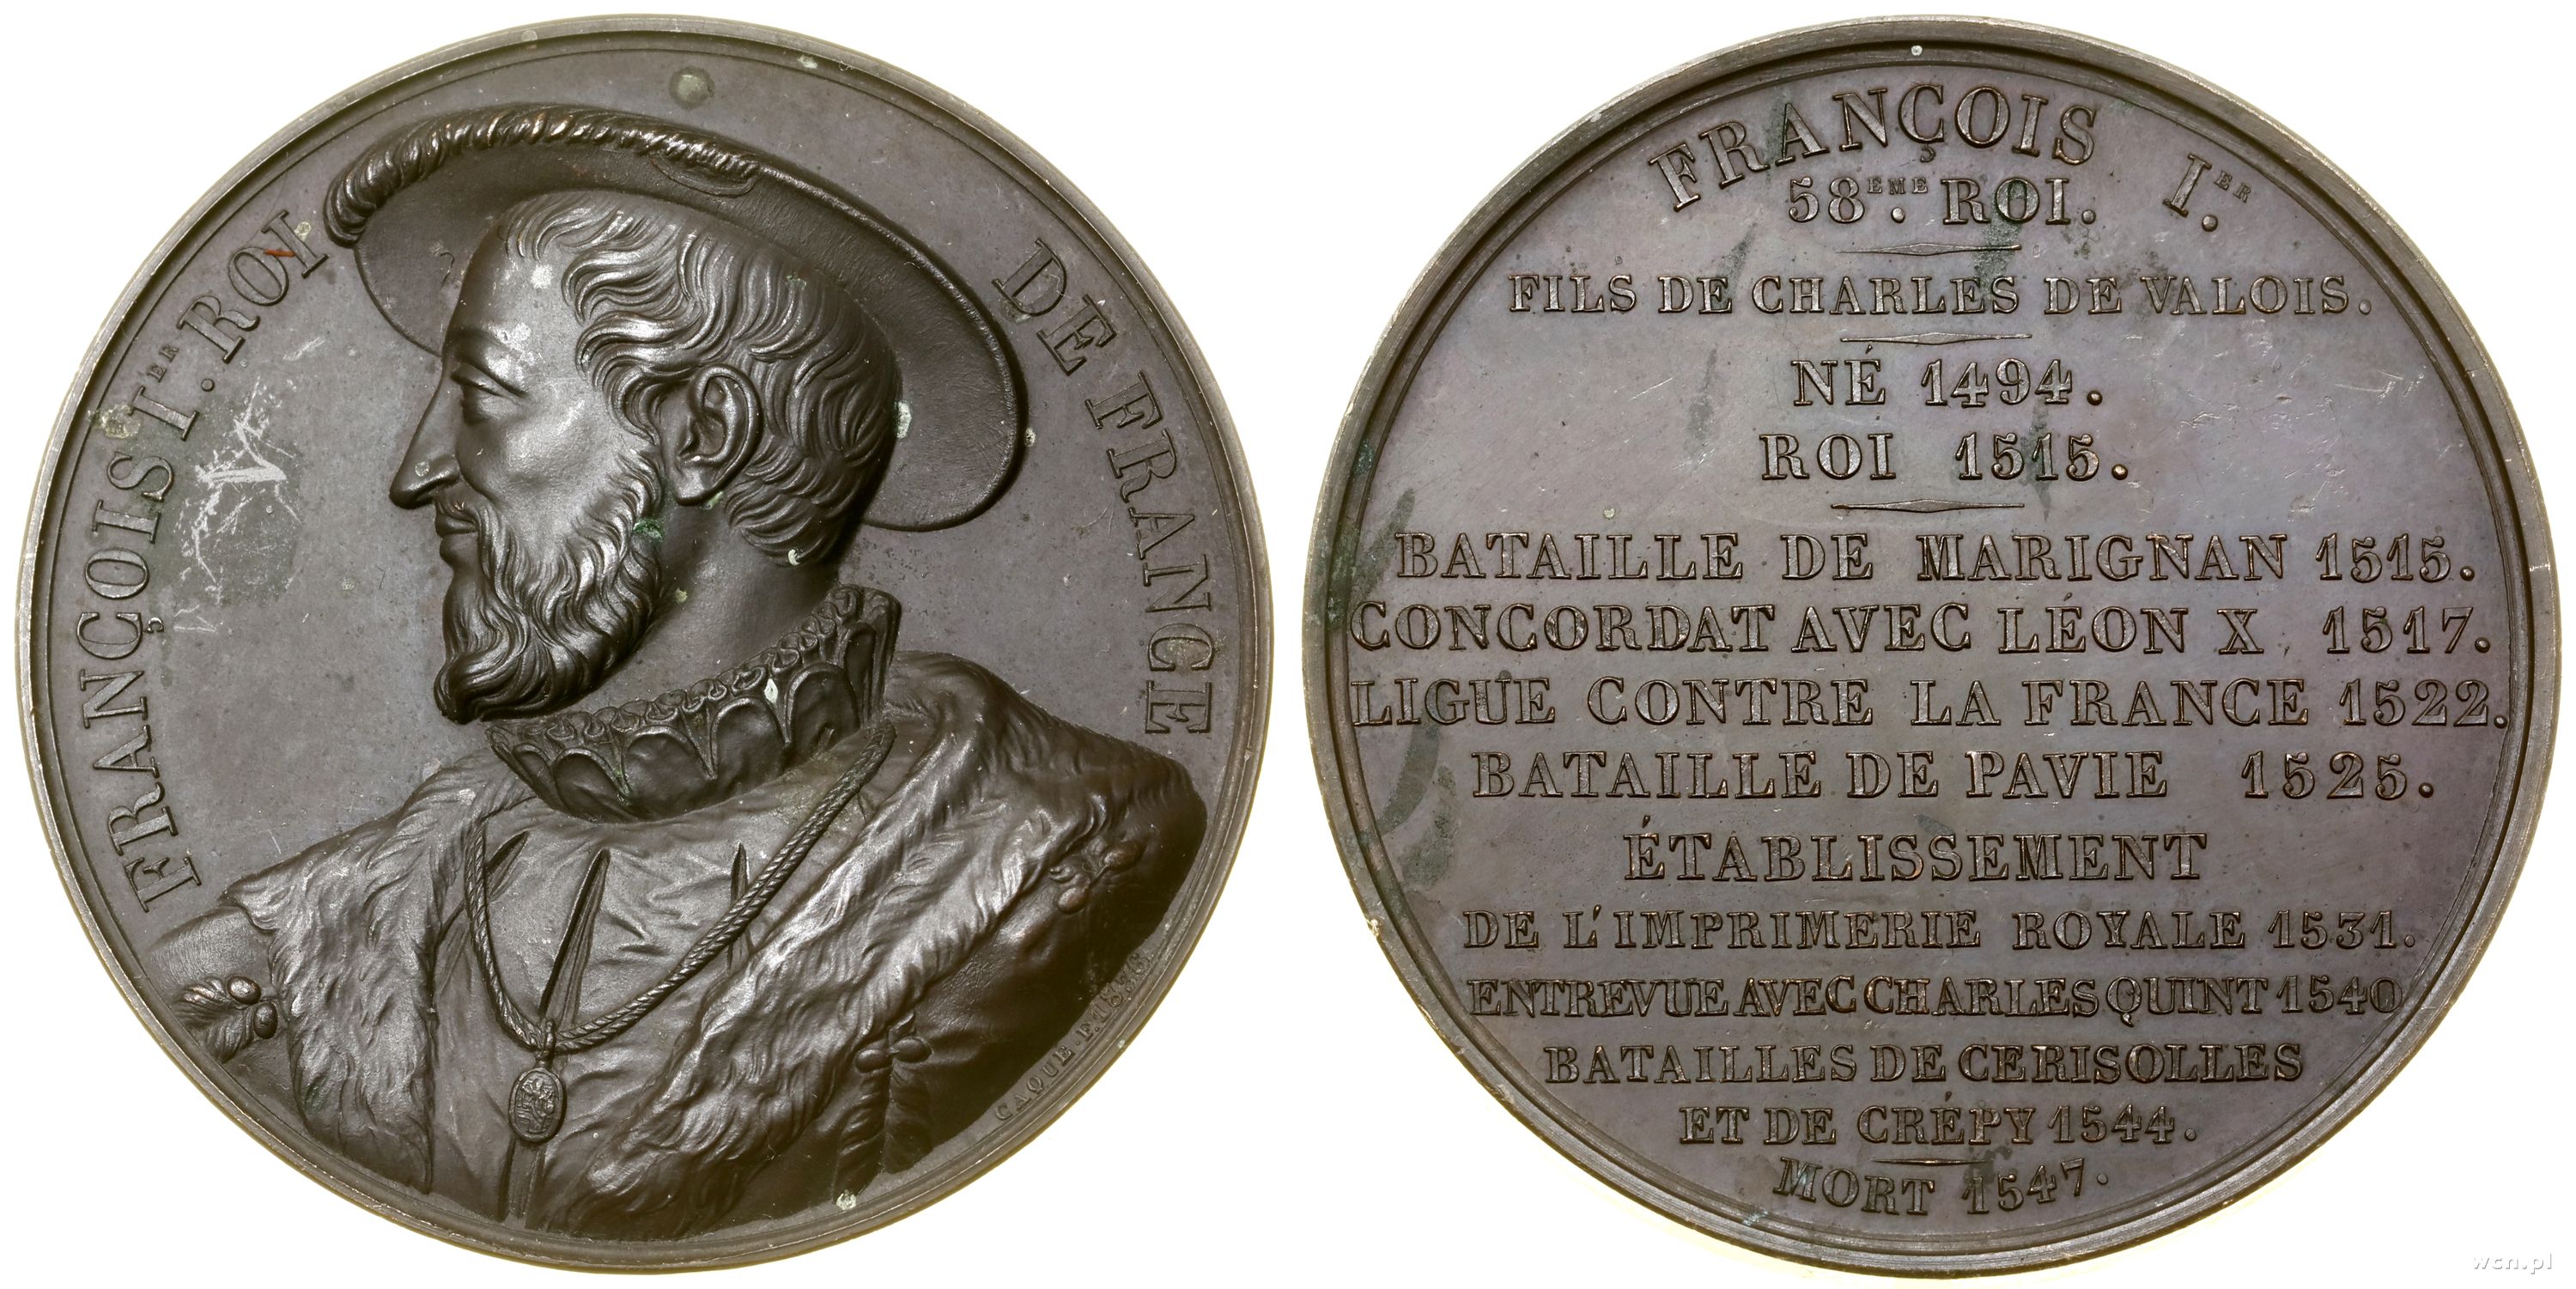 FRANÇOIS I.ER ROI DE FRANCE
CAQUE. F. 1836.
FRANÇOIS I.ER
58EME. ROI.
FILS DE CHARLES DE VALOIS.
NÉ 1494.
ROI 1515.
BATAILLE DE MARIGNAN 1515.
CONCORDAT AVEC LÉON X 1517.
LIGUE CONTRE LA FRANCE 1522.
BATAILLE DE PAVIE 1525.
ÉTABLISSEMENT
DE L'IMPRIMERIE ROYALE 1531.
ENTREVUE AVEC CHARLES QUINT 1540
BATAILLES DE CERISOLLES
ET DE CRÉPY 1544.
MORT 1547.
wcn.pl